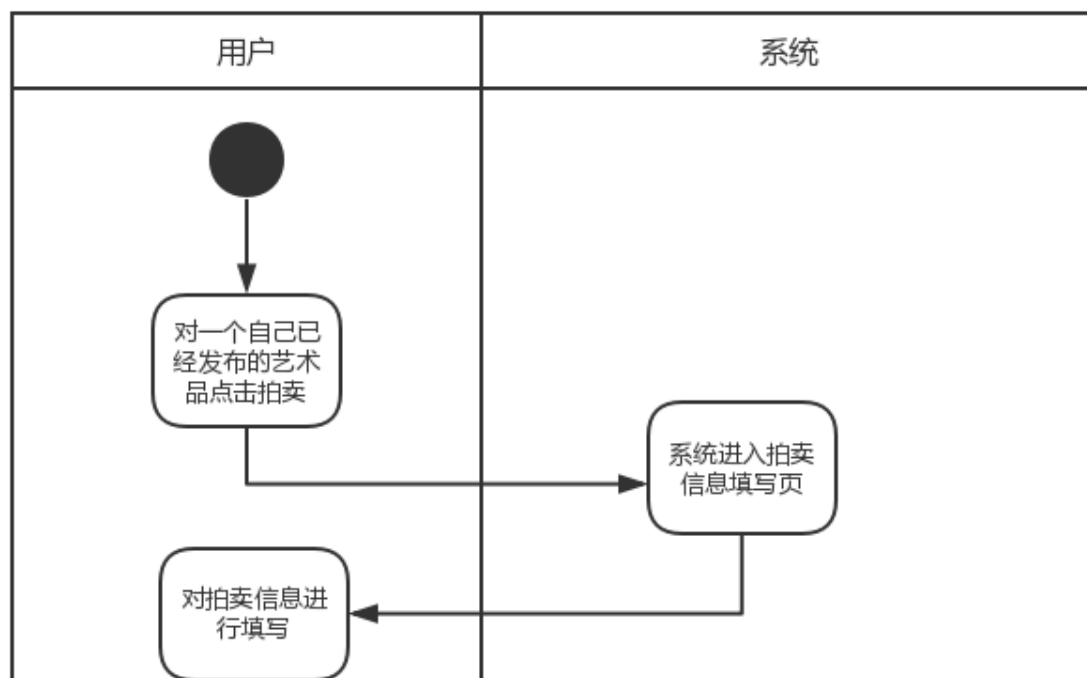 用户
系统
对一个自己已
经发布的艺术
品点击拍卖
系统进入拍卖
信息填写页
对拍卖信息进
行填写